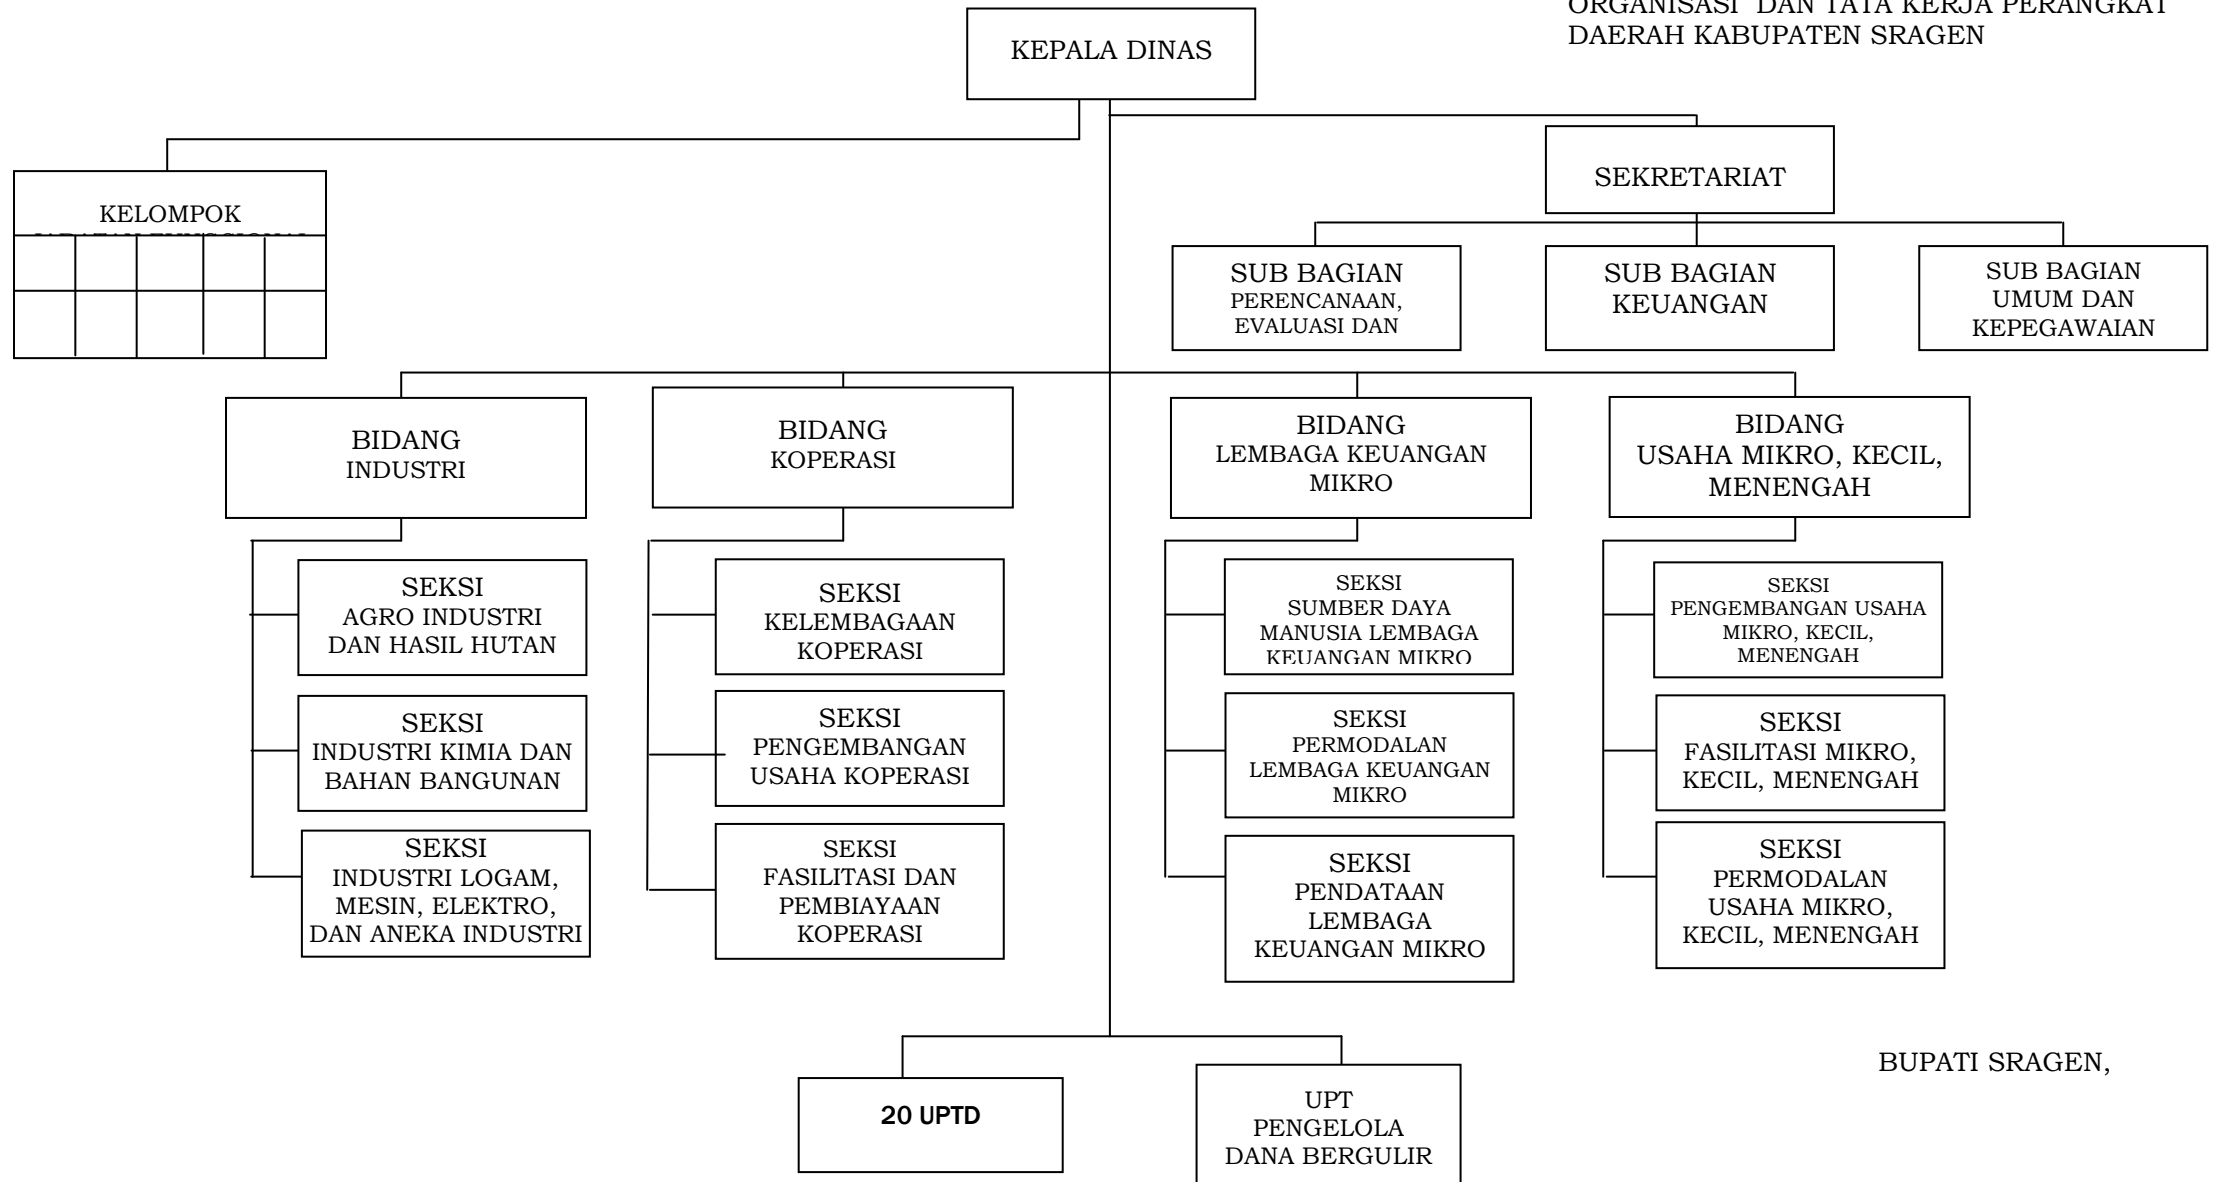 ORGANISASI DAN TATA KERJA PERANGKAT
DAERAH KABUPATEN SRAGEN
KEPALA DINAS
SEKRETARIAT
KELOMPOK
SUB BAGIAN
PERENCANAAN,
EVALUASI DAN
SUB BAGIAN
KEUANGAN
SUB BAGIAN
UMUM DAN
KEPEGAWAIAN
BIDANG
INDUSTRI
BIDANG
KOPERASI
BIDANG
LEMBAGA KEUANGAN
MIKRO
BIDANG
USAHA MIKRO, KECIL,
MENENGAH
SEKSI
AGRO INDUSTRI
DAN HASIL HUTAN
SEKSI
INDUSTRI KIMIA DAN
BAHAN BANGUNAN
SEKSI
INDUSTRI LOGAM,
MESIN, ELEKTRO,
DAN ANEKA INDUSTRI
SEKSI
KELEMBAGAAN
KOPERASI
SEKSI
PENGEMBANGAN
USAHA KOPERASI
SEKSI
FASILITASI DAN
PEMBIAYAAN
KOPERASI
SEKSI
SUMBER DAYA
MANUSIA LEMBAGA
KEUANGAN MIKRO
SEKSI
PERMODALAN
LEMBAGA KEUANGAN
MIKRO
SEKSI
PENDATAAN
LEMBAGA
KEUANGAN MIKRO
SEKSI
PENGEMBANGAN USAHA
MIKRO, KECIL,
MENENGAH
SEKSI
FASILITASI MIKRO,
KECIL, MENENGAH
SEKSI
PERMODALAN
USAHA MIKRO,
KECIL, MENENGAH
20 UPTD
UPT
PENGELOLA
DANA BERGULIR
BUPATI SRAGEN,